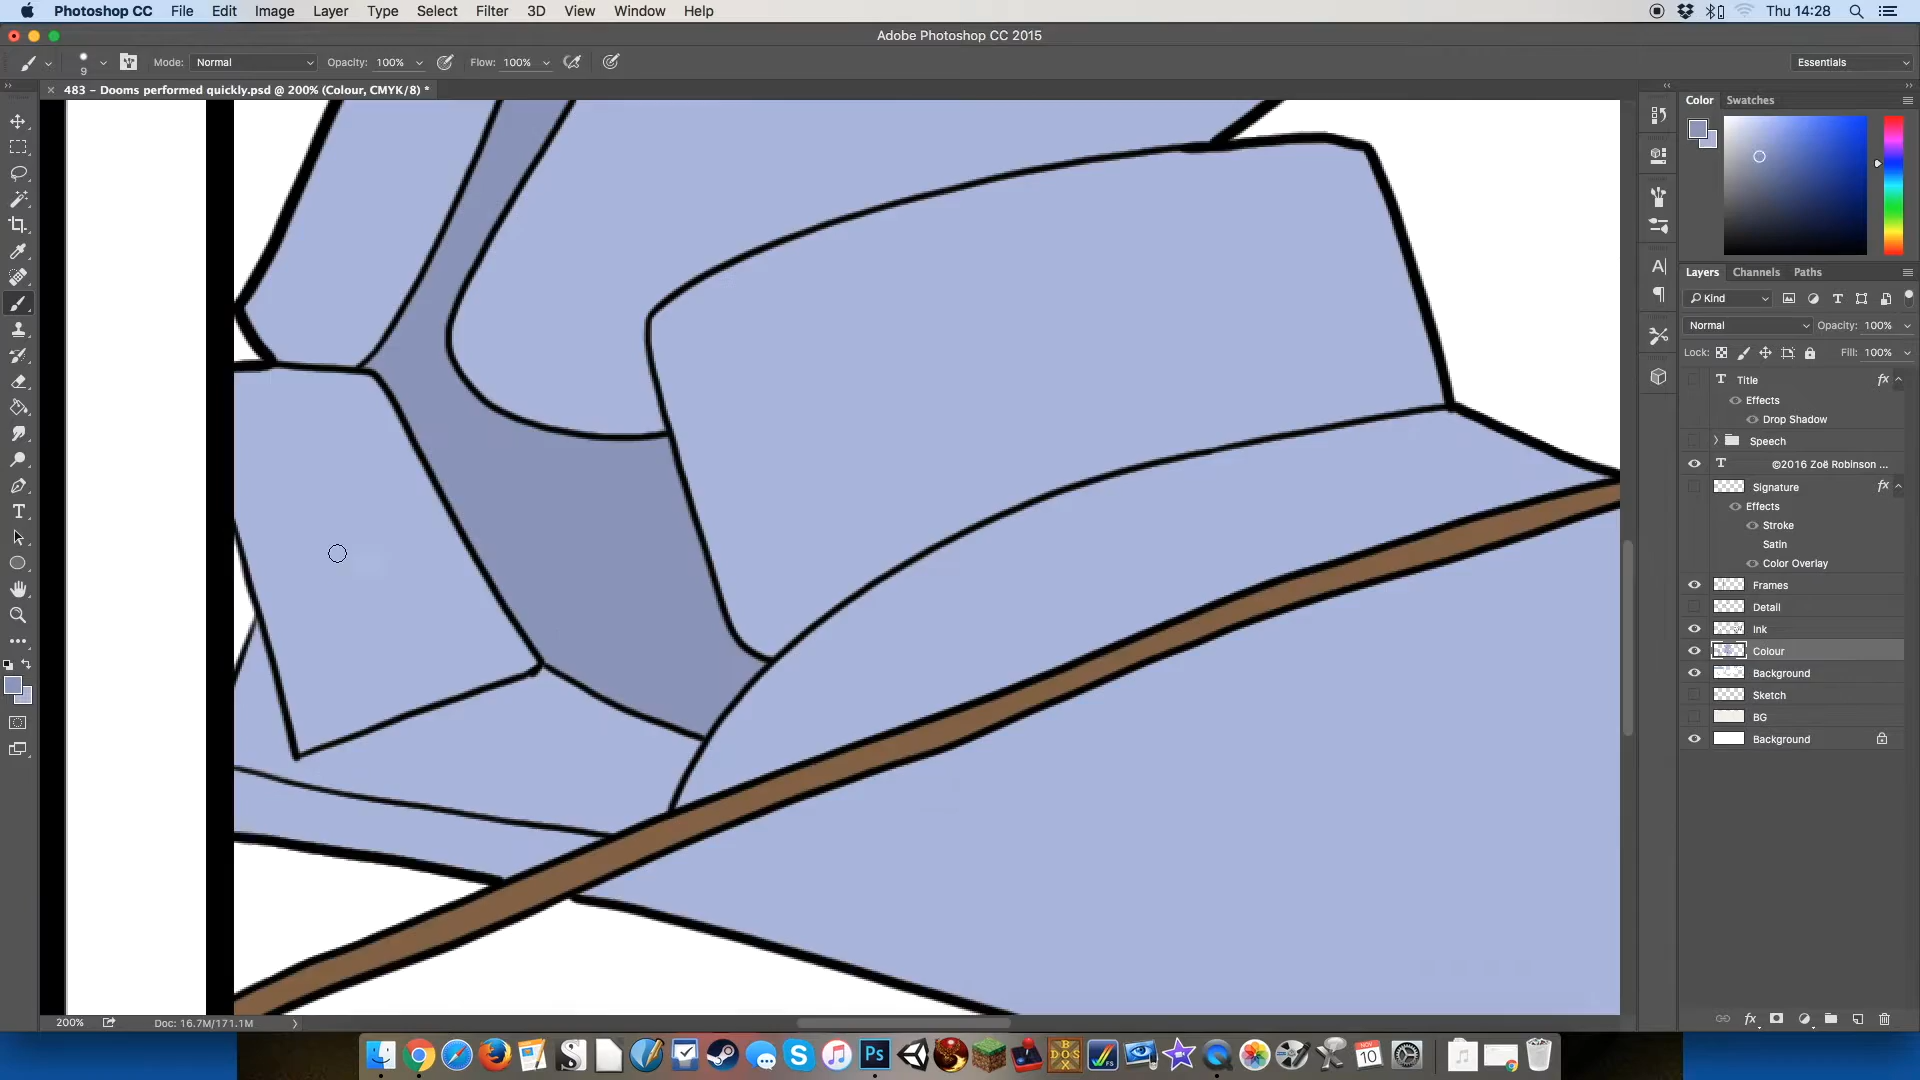 Photoshop CC File Edit Image Layer Type Select Filter 3D View Window Help Thu 14:28
Adobe Photoshop CC 2015
9 Mode: Normal Opacity: 100% Flow: 100% Essentials
483 - Dooms performed quickly.psd @ 200% (Colour, CMYK/8) *
Color Swatches
Layers Channels Paths
Kind
Normal Opacity: 100%
Lock: Fill: 100%
Title fx
Effects
Drop Shadow
Speech
©2016 Zoë Robinson ...
Signature fx
Effects
Stroke
Satin
Color Overlay
Frames
Detail
Ink
Colour
Background
Sketch
BG
Background
200% Doc: 16.7M/171.1M
fx